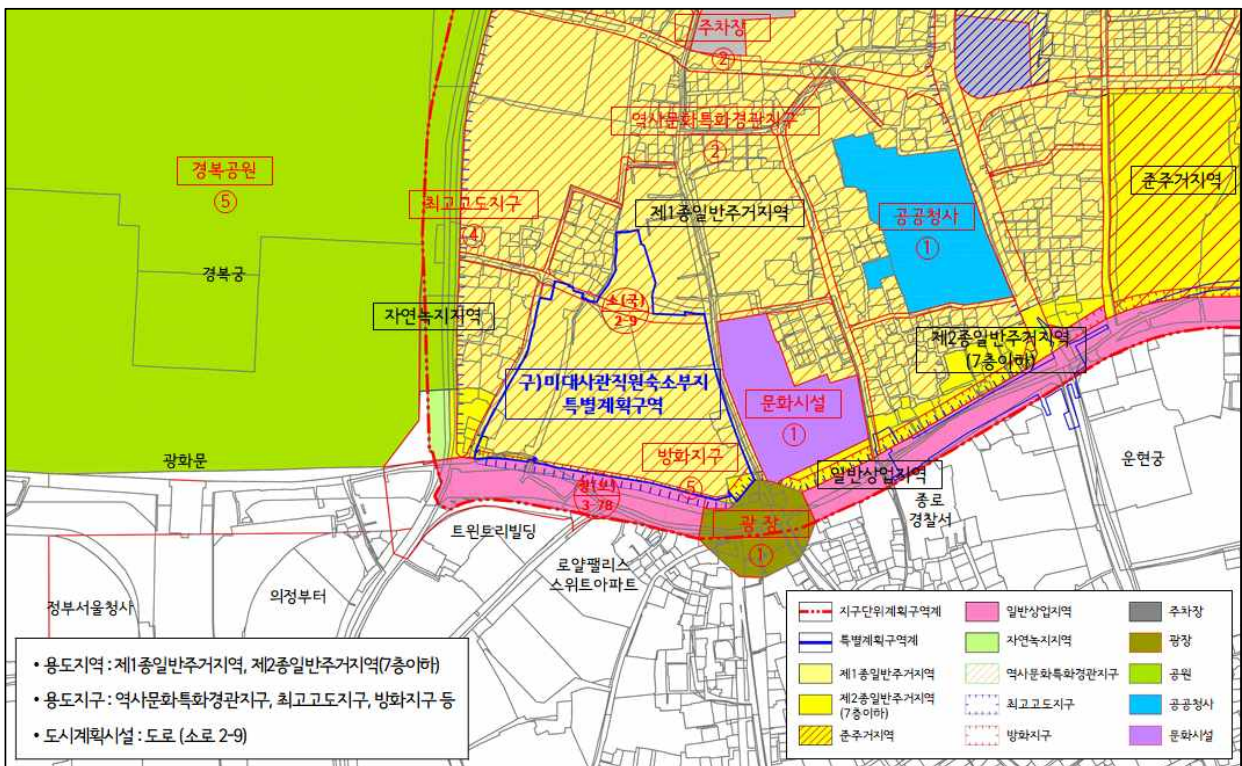 주차장
②
역사문화특화경관지구
②
경복공원
⑤
준주거지역
최고고도지구
④
제1종일반주거지역
공공청사
①
경복궁
자연녹지지역
소(국)
2-9
제2종일반주거지역
(7층이하)
구)미대사관직원숙소부지
특별계획구역
문화시설
①
방화지구
⑤
광화문
운현궁
일반상업지역
3-78
종로
경찰서
광 장
①
트윈트리빌딩
로얄팰리스
스위트아파트
정부서울청사
의정부터
• 용도지역 : 제1종일반주거지역, 제2종일반주거지역(7층이하)
• 용도지구 : 역사문화특화경관지구, 최고고도지구, 방화지구 등
• 도시계획시설 : 도로 (소로 2-9)
지구단위계획구역계
일반상업지역
주차장
특별계획구역계
자연녹지지역
광장
제1종일반주거지역
역사문화특화경관지구
공원
제2종일반주거지역
(7층이하)
최고고도지구
공공청사
준주거지역
방화지구
문화시설